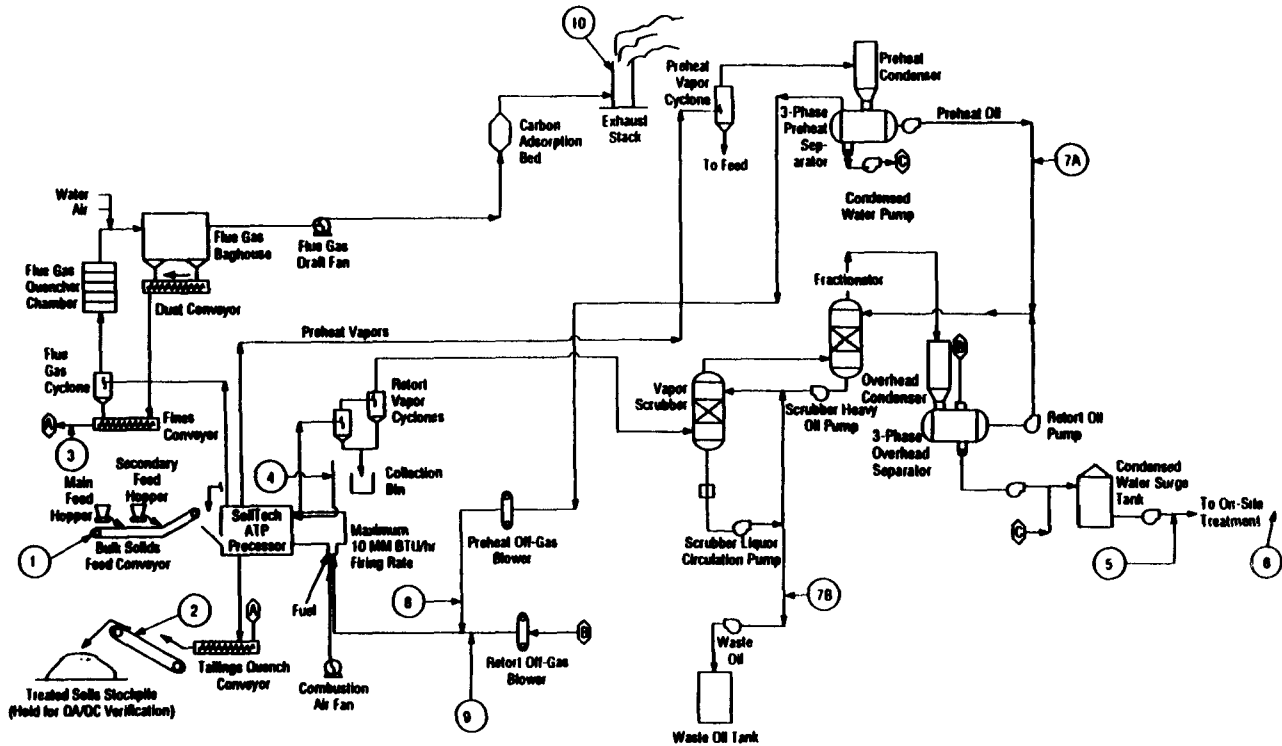 10
Exhaust
Stack
Carbon
Adsorption
Bed
Preheat
Vapor
Cyclone
To Feed
Preheat
Condenser
3-Phase
Preheat
Sep-
arator
Preheat Oil
C
7A
Condensed
Water Pump
Water
Air
Flue Gas
Baghouse
Flue Gas
Draft Fan
Flue Gas
Quencher
Chamber
Dust Conveyor
Preheat Vapors
Fractionator
Flue
Gas
Cyclone
A
Fines
Conveyor
3
Retort
Vapor
Cyclones
Collection
Bin
4
Vapor
Scrubber
Scrubber Heavy
Oil Pump
Overhead
Condenser
B
3-Phase
Overhead
Separator
Retort Oil
Pump
Condensed
Water Surge
Tank
To On-Site
Treatment
C
5
6
Secondary
Feed
Hopper
Main
Feed
Hopper
1
Bulk Solids
Feed Conveyor
SoilTech
ATP
Processor
Maximum
10 MM BTU/hr
Firing Rate
Fuel
Preheat Off-Gas
Blower
Scrubber Liquor
Circulation Pump
8
7B
2
A
Tailings Quench
Conveyor
Treated Soils Stockpile
(Hold for QA/QC Verification)
Combustion
Air Fan
B
Retort Off-Gas
Blower
9
Waste
Oil
Waste Oil Tank